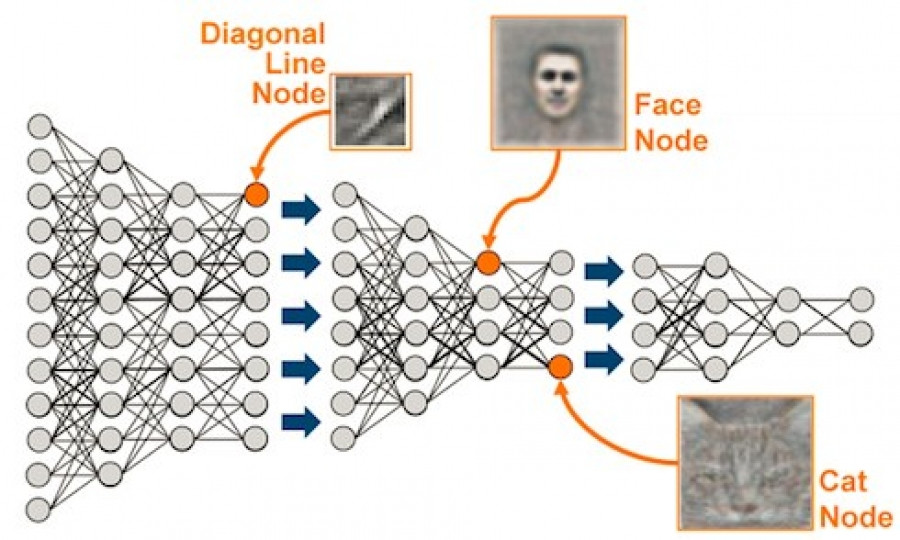 Diagonal
Line
Node
Face
Node
Cat
Node